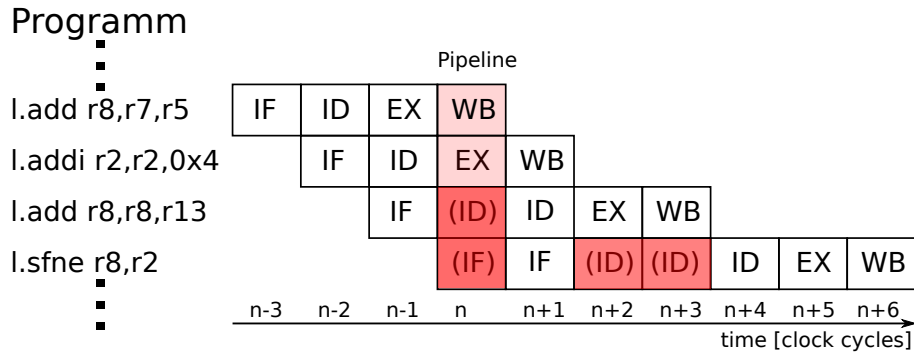 Programm
Pipeline
l.add r8,r7,r5 IF ID EX WB
l.addi r2,r2,0x4 IF ID EX WB
l.add r8,r8,r13 IF (ID) ID EX WB
l.sfne r8,r2 (IF) IF (ID) (ID) ID EX WB
n-3 n-2 n-1 n n+1 n+2 n+3 n+4 n+5 n+6
time [clock cycles]